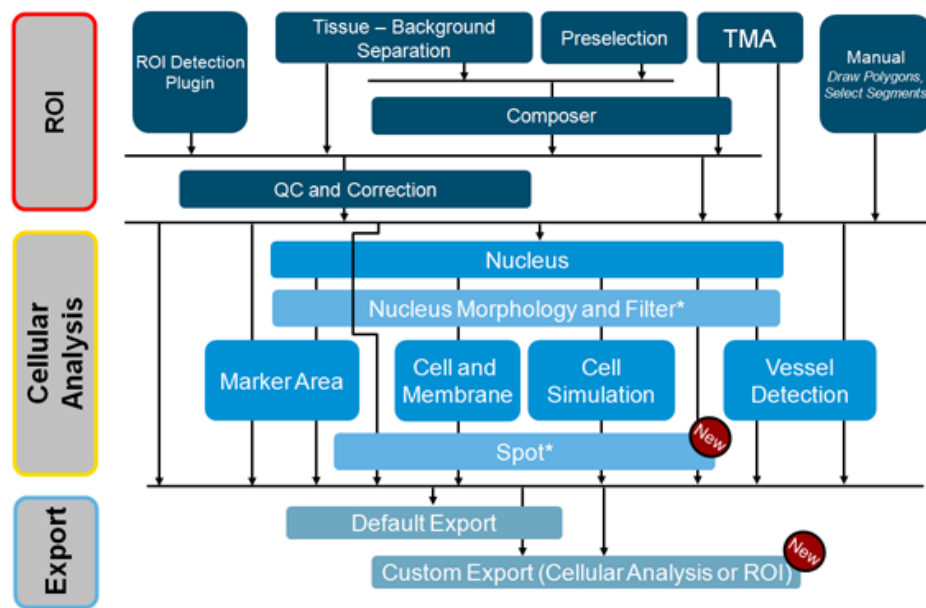 ROI
ROI Detection
Plugin
Tissue – Background
Separation
Preselection
TMA
Manual
Draw Polygons,
Select Segments
Composer
QC and Correction
Cellular
Analysis
Nucleus
Nucleus Morphology and Filter*
Marker Area
Cell and
Membrane
Cell
Simulation
Vessel
Detection
New
Spot*
Export
Default Export
New
Custom Export (Cellular Analysis or ROI)